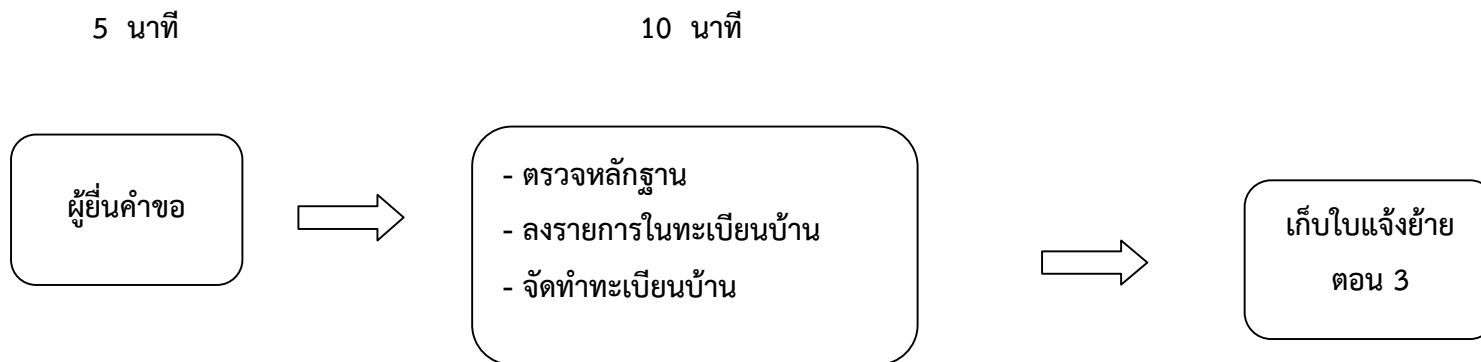 5 นาที
10 นาที
ผู้ยื่นคำขอ
- ตรวจหลักฐาน
- ลงรายการในทะเบียนบ้าน
- จัดทำทะเบียนบ้าน
เก็บใบแจ้งย้าย
ตอน 3